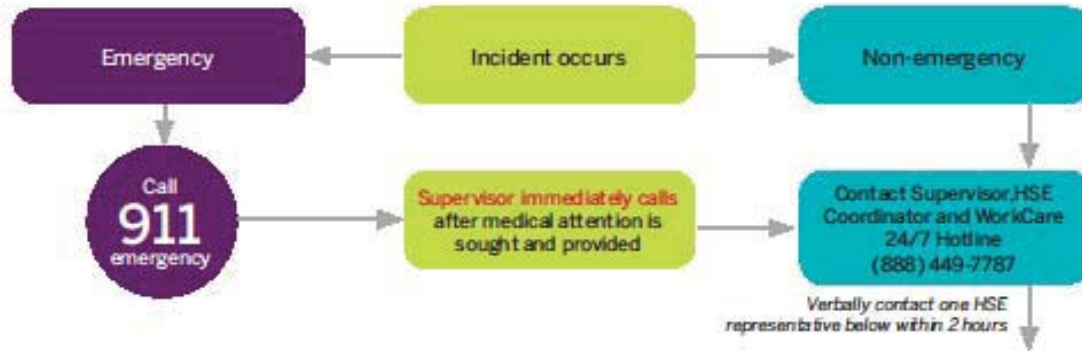 Emergency
Incident occurs
Non-emergency
Call
911
emergency
Supervisor immediately calls
after medical attention is
sought and provided
Contact Supervisor,HSE
Coordinator and WorkCare
24/7 Hotline
(888) 449-7787
Verbally contact one HSE
representative below within 2 hours